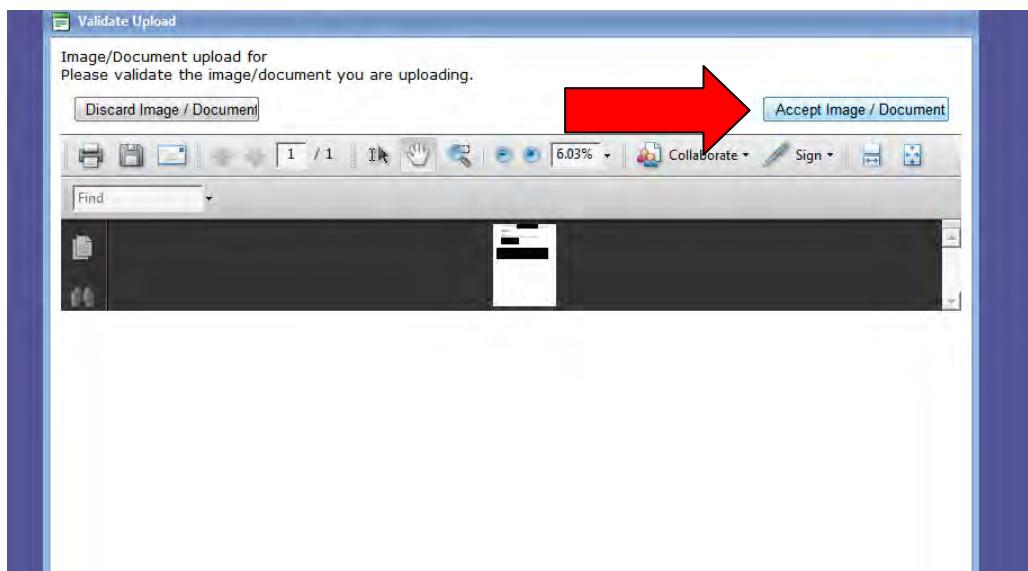 Validate Upload
Image/Document upload for
Please validate the image/document you are uploading.
Discard Image / Document
Accept Image / Document
1 / 1 6.03% Collaborate Sign
Find